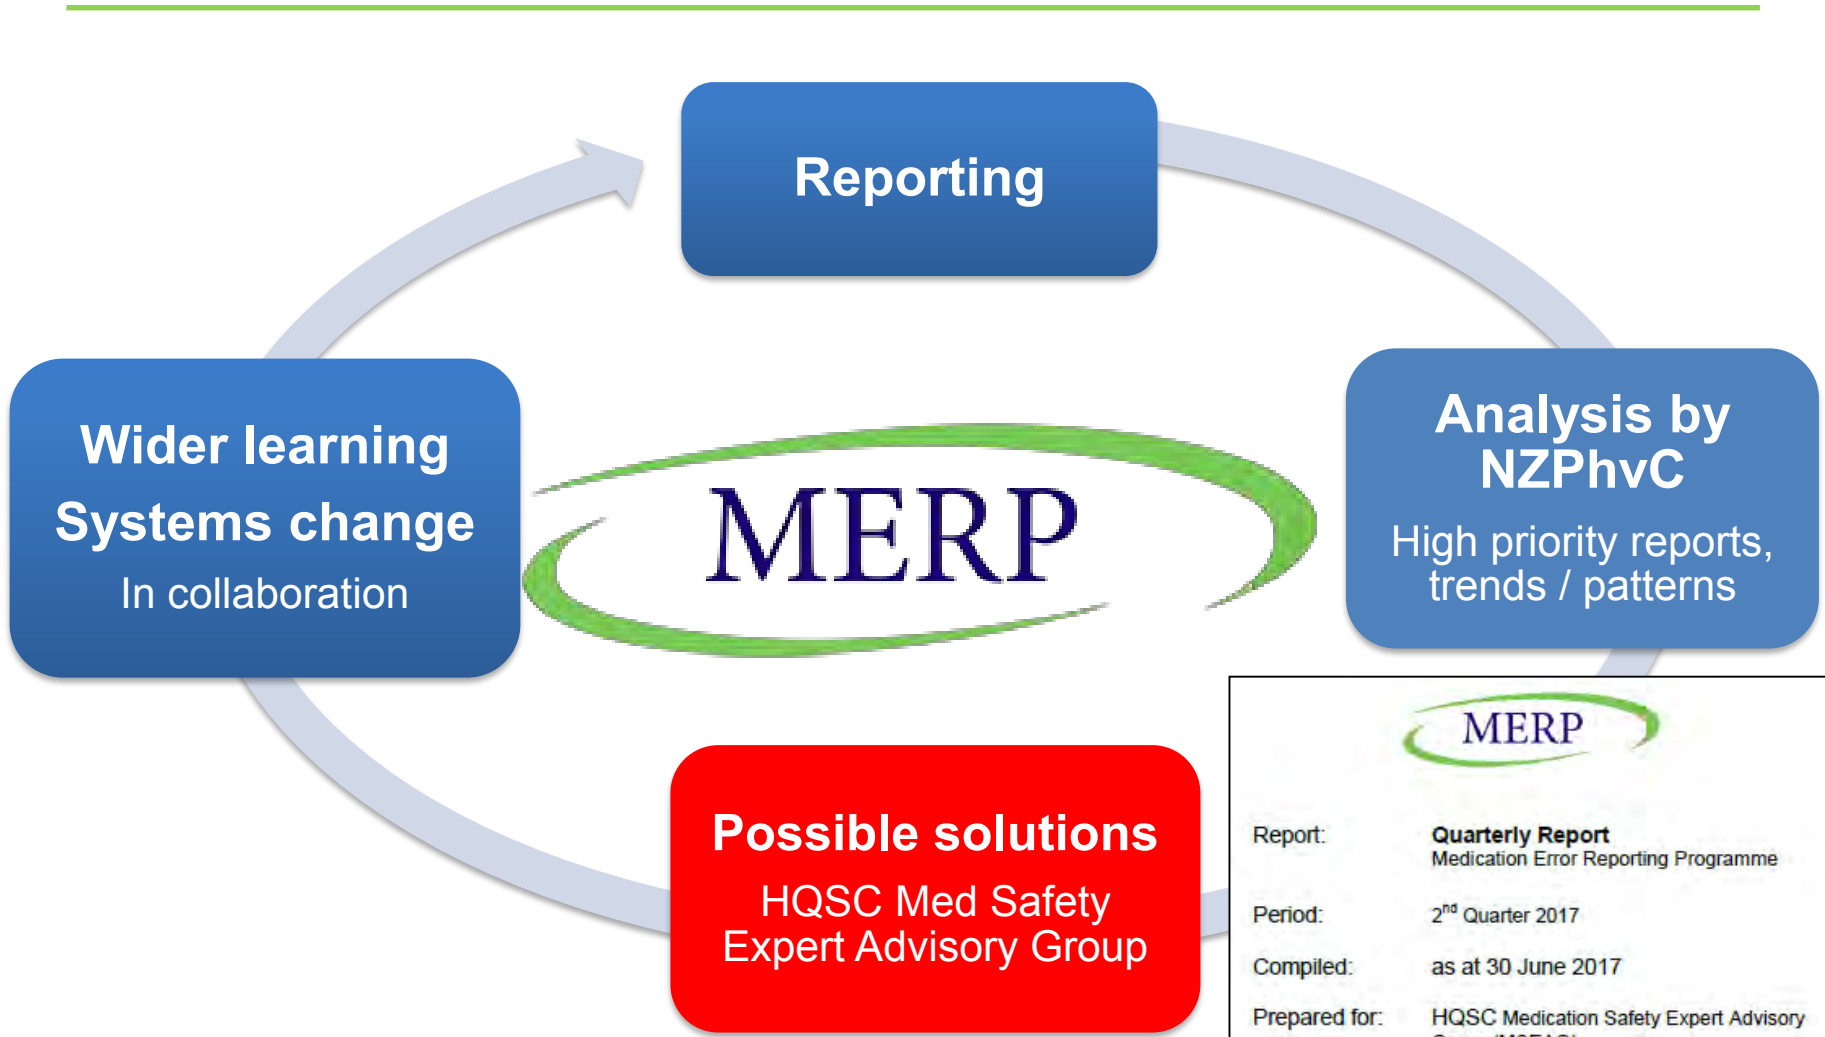 Reporting
Analysis by
NZPhvC
High priority reports,
trends / patterns
Wider learning
Systems change
In collaboration
MERP
Possible solutions
HQSC Med Safety
Expert Advisory Group
MERP
Report: Quarterly Report
Medication Error Reporting Programme
Period: 2nd Quarter 2017
Compiled: as at 30 June 2017
Prepared for: HQSC Medication Safety Expert Advisory